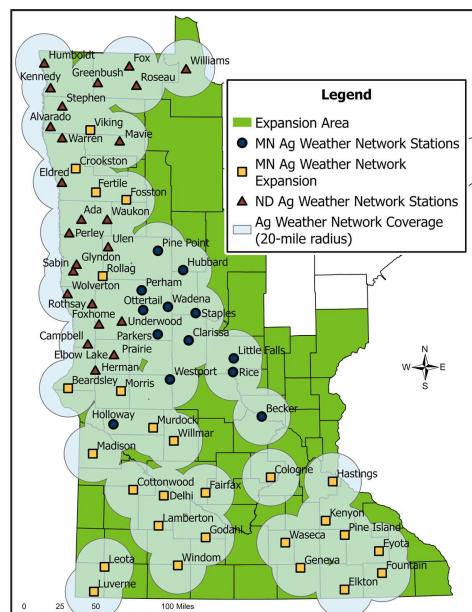 Humboldt
Fox
Williams
Kennedy
Greenbush
Roseau
Stephen
Alvarado
Viking
Warren
Mavie
Crookston
Eldred
Fertile
Fosston
Ada
Waukon
Perley
Ulen
Pine Point
Glyndon
Sabin
Hubbard
Rollag
Wolverton
Perham
Rothsay
Ottertail
Wadena
Foxhome
Staples
Underwood
Campbell
Parkers
Clarissa
Elbow Lake
Prairie
Little Falls
Herman
Rice
Beardsley
Morris
Westport
Becker
Holloway
Murdock
Willmar
Madison
Cologne
Hastings
Cottonwood
Fairfax
Delhi
Kenyon
Lamberton
Pine Island
Godahl
Waseca
Eyota
Leota
Windom
Geneva
Fountain
Luverne
Elkton
Legend
Expansion Area
MN Ag Weather Network Stations
MN Ag Weather Network
Expansion
ND Ag Weather Network Stations
Ag Weather Network Coverage
(20-mile radius)
N
W E
S
0 25 50 100 Miles